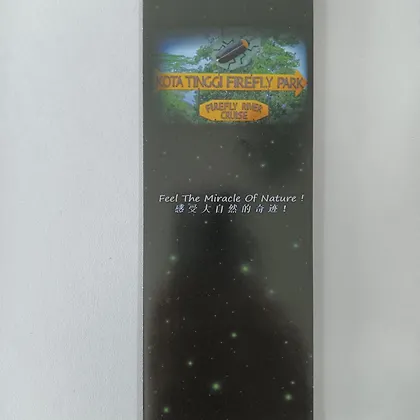 KOTA TINGGI FIREFLY PARK
FIREFLY RIVER
CRUISE
Feel The Miracle Of Nature !
感受大自然的奇迹！